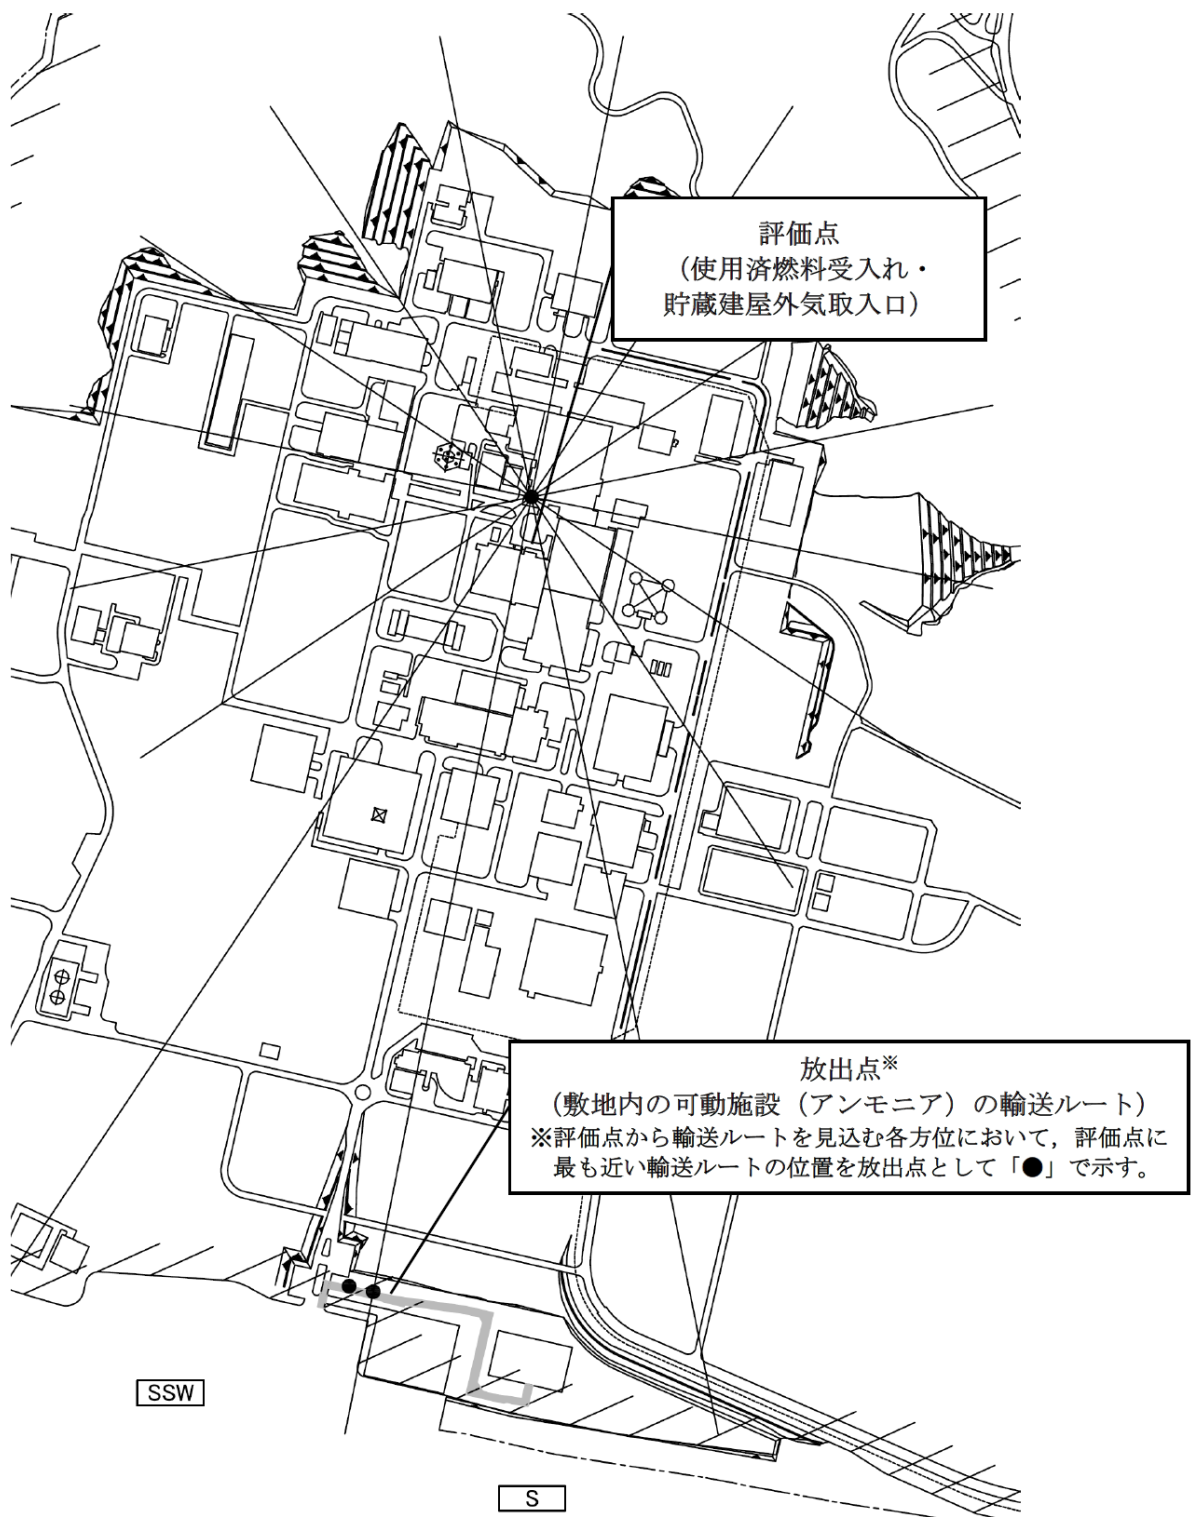 評価点
（使用済燃料受入れ・
貯蔵建屋外気取入口）
放出点※
（敷地内の可動施設（アンモニア）の輸送ルート）
※評価点から輸送ルートを見込む各方位において，評価点に
最も近い輸送ルートの位置を放出点として「●」で示す。
SSW
S